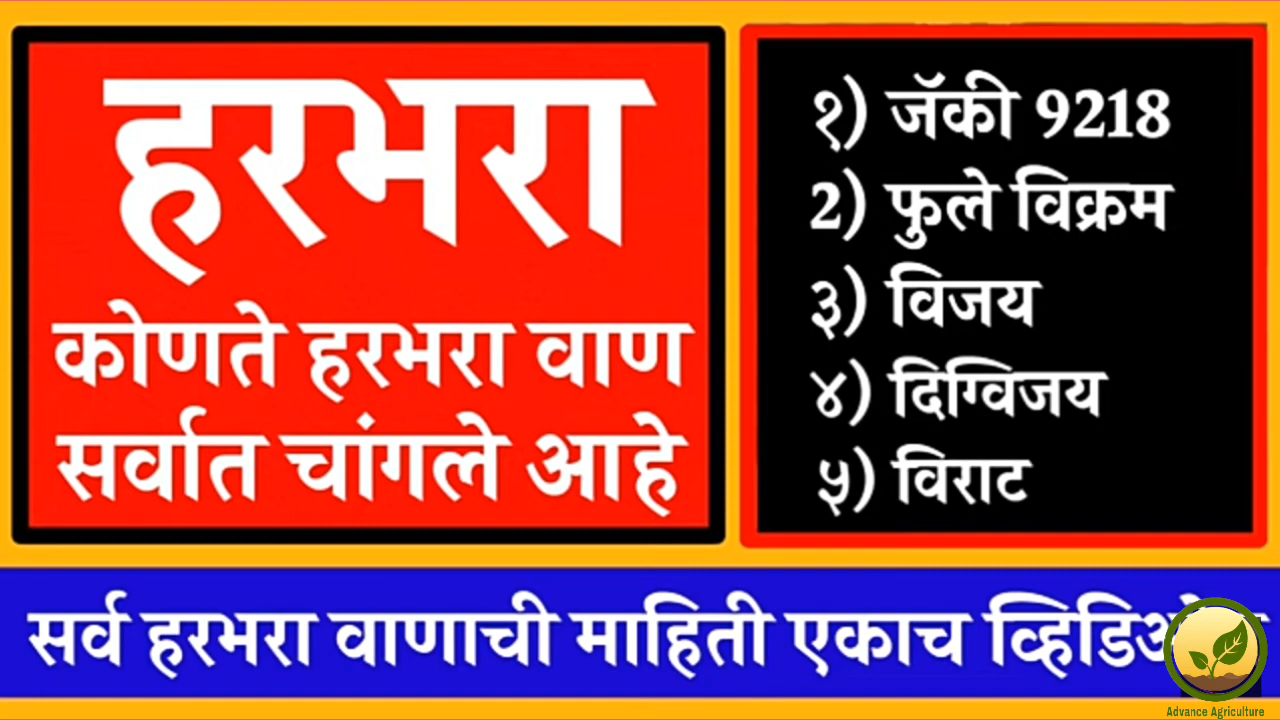 हरभरा
कोणते हरभरा वाण
सर्वात चांगले आहे
१) जॅकी 9218
2) फुले विक्रम
३) विजय
४) दिग्विजय
५) विराट
सर्व हरभरा वाणाची माहिती एकाच
Advance Agriculture